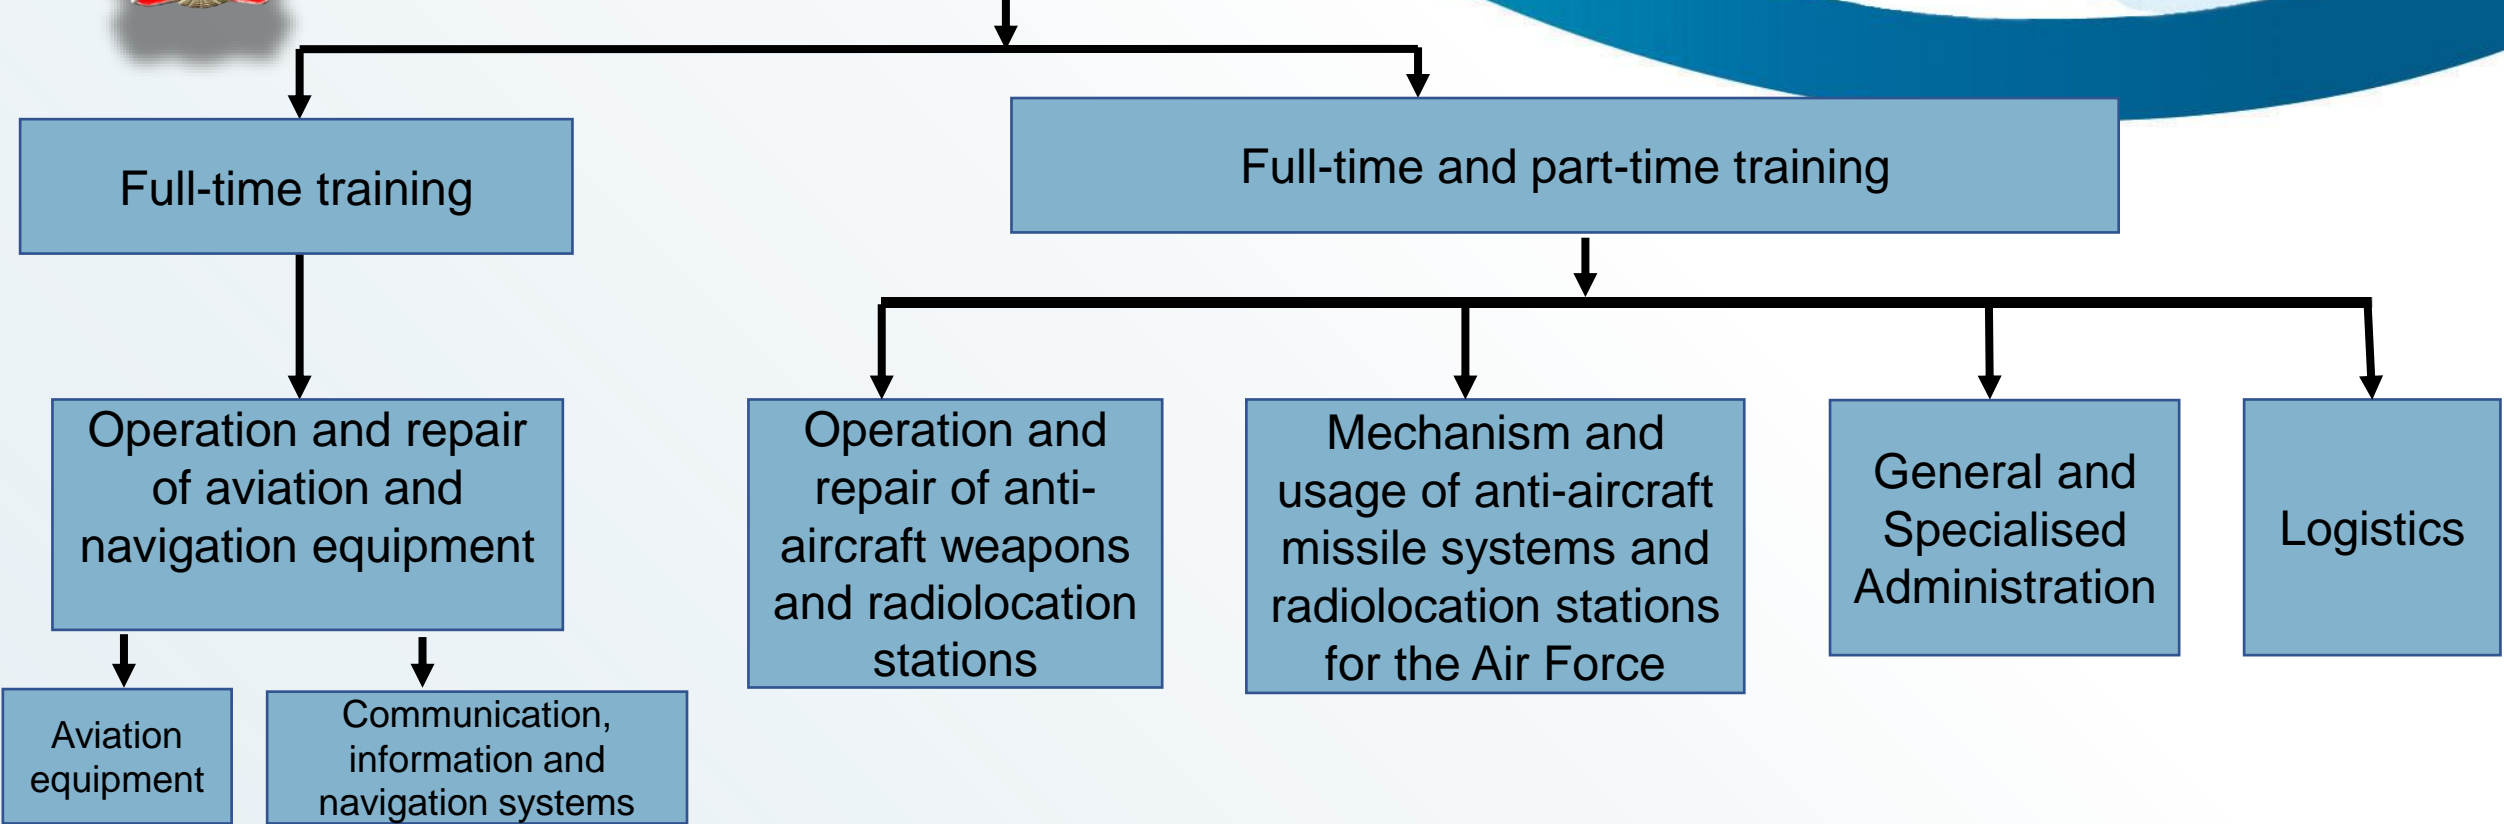 Full-time training
Full-time and part-time training
Operation and repair
of aviation and
navigation equipment
Operation and
repair of anti-
aircraft weapons
and radiolocation
stations
Mechanism and
usage of anti-aircraft
missile systems and
radiolocation stations
for the Air Force
General and
Specialised
Administration
Logistics
Aviation
equipment
Communication,
information and
navigation systems